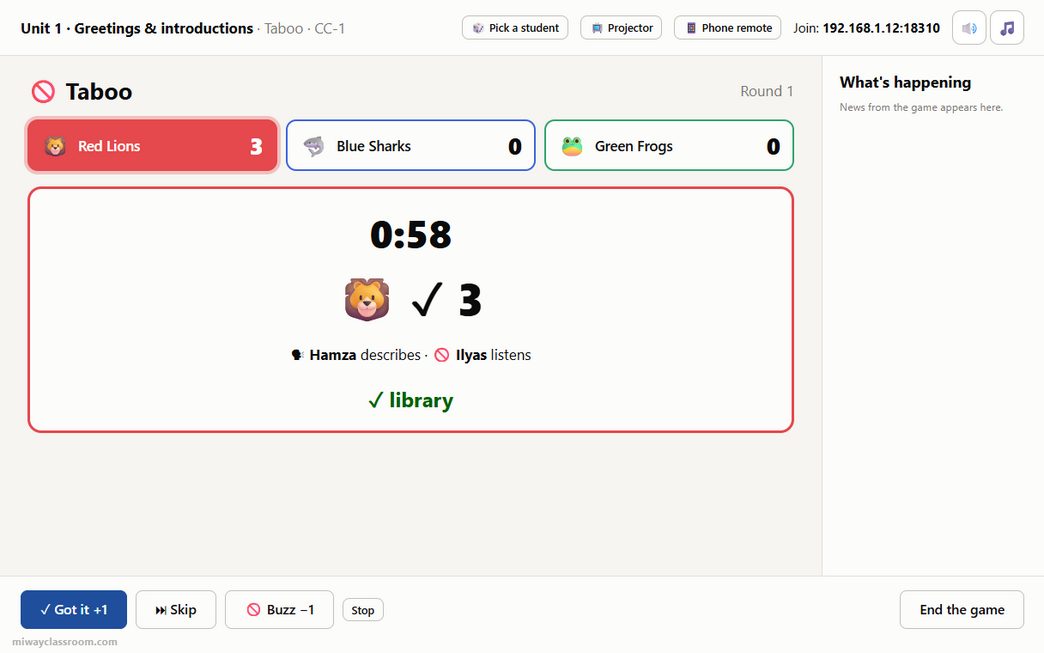 Unit 1 · Greetings & introductions · Taboo · CC-1
Pick a student
Projector
Phone remote
Join: 192.168.1.12:18310
Taboo
Round 1
Red Lions 3
Blue Sharks 0
Green Frogs 0
0:58
✓ 3
Hamza describes · Ilyas listens
✓ library
What's happening
News from the game appears here.
✓ Got it +1
Skip
Buzz −1
Stop
End the game
miwayclassroom.com